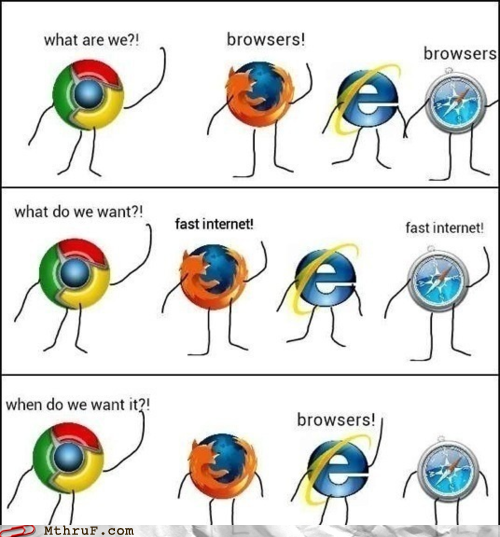 what are we?!
browsers!
browsers
what do we want?!
fast internet!
fast internet!
when do we want it?!
browsers!
MthruF.com